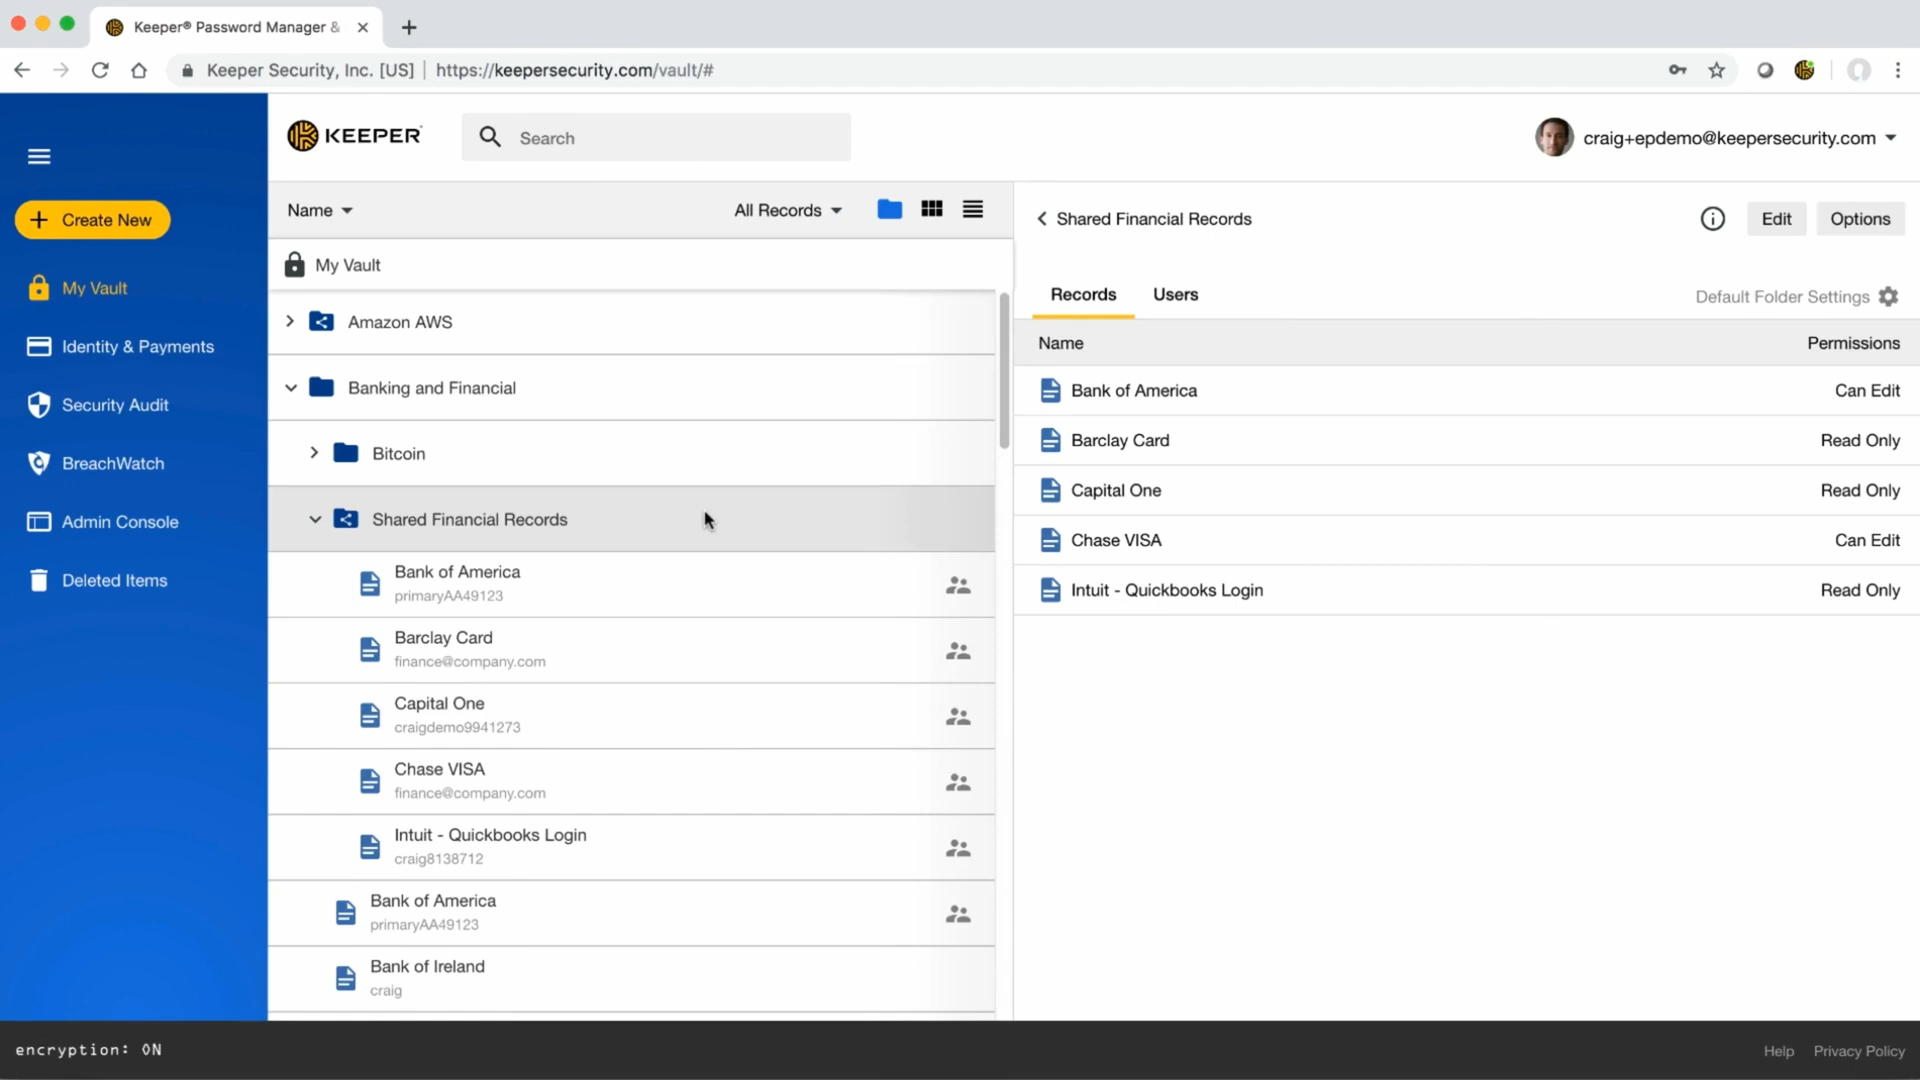 Keeper® Password Manager &
Keeper Security, Inc. [US] https://keepersecurity.com/vault/#
KEEPER
Search
craig+epdemo@keepersecurity.com
Create New
My Vault
Identity & Payments
Security Audit
BreachWatch
Admin Console
Deleted Items
Name
All Records
My Vault
Amazon AWS
Banking and Financial
Bitcoin
Shared Financial Records
Bank of America
primaryAA49123
Barclay Card
finance@company.com
Capital One
craigdemo9941273
Chase VISA
finance@company.com
Intuit - Quickbooks Login
craig8138712
Bank of America
primaryAA49123
Bank of Ireland
craig
Shared Financial Records
Edit
Options
Records
Users
Default Folder Settings
Name Permissions
Bank of America Can Edit
Barclay Card Read Only
Capital One Read Only
Chase VISA Can Edit
Intuit - Quickbooks Login Read Only
encryption: ON
Help
Privacy Policy